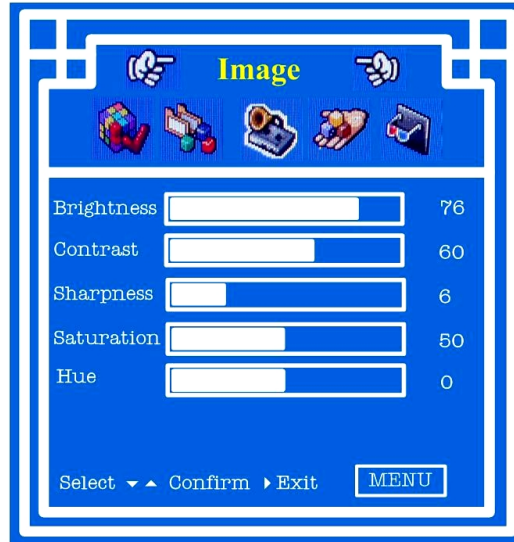 Image
Brightness 76
Contrast 60
Sharpness 6
Saturation 50
Hue 0
Select Confirm Exit MENU